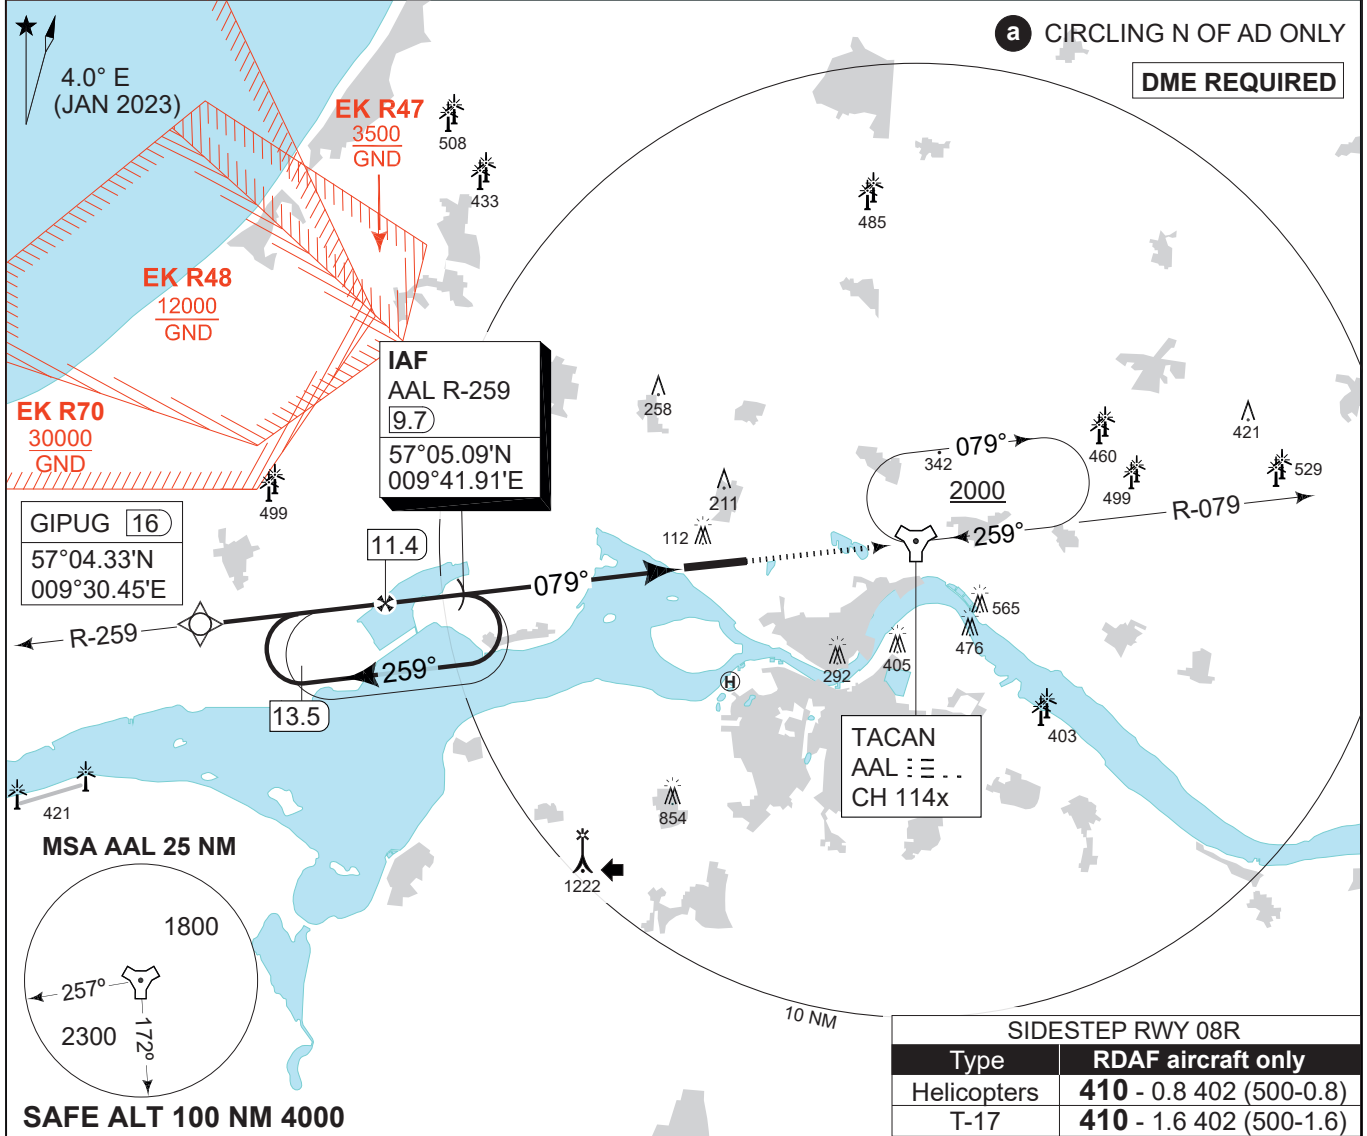 a CIRCLING N OF AD ONLY
DME REQUIRED
4.0° E
(JAN 2023)
EK R47
3500
GND
508
433
485
EK R48
12000
GND
IAF
AAL R-259
9.7
57°05.09'N
009°41.91'E
EK R70
30000
GND
499
258
211
112
342
079°
2000
259°
460
499
421
529
R-079
GIPUG 16
57°04.33'N
009°30.45'E
11.4
079°
R-259
259°
13.5
565
476
405
292
H
403
TACAN
AAL
CH 114x
421
854
1222
MSA AAL 25 NM
1800
257°
2300
172°
SAFE ALT 100 NM 4000
10 NM
SIDESTEP RWY 08R
Type RDAF aircraft only
Helicopters 410 - 0.8 402 (500-0.8)
T-17 410 - 1.6 402 (500-1.6)